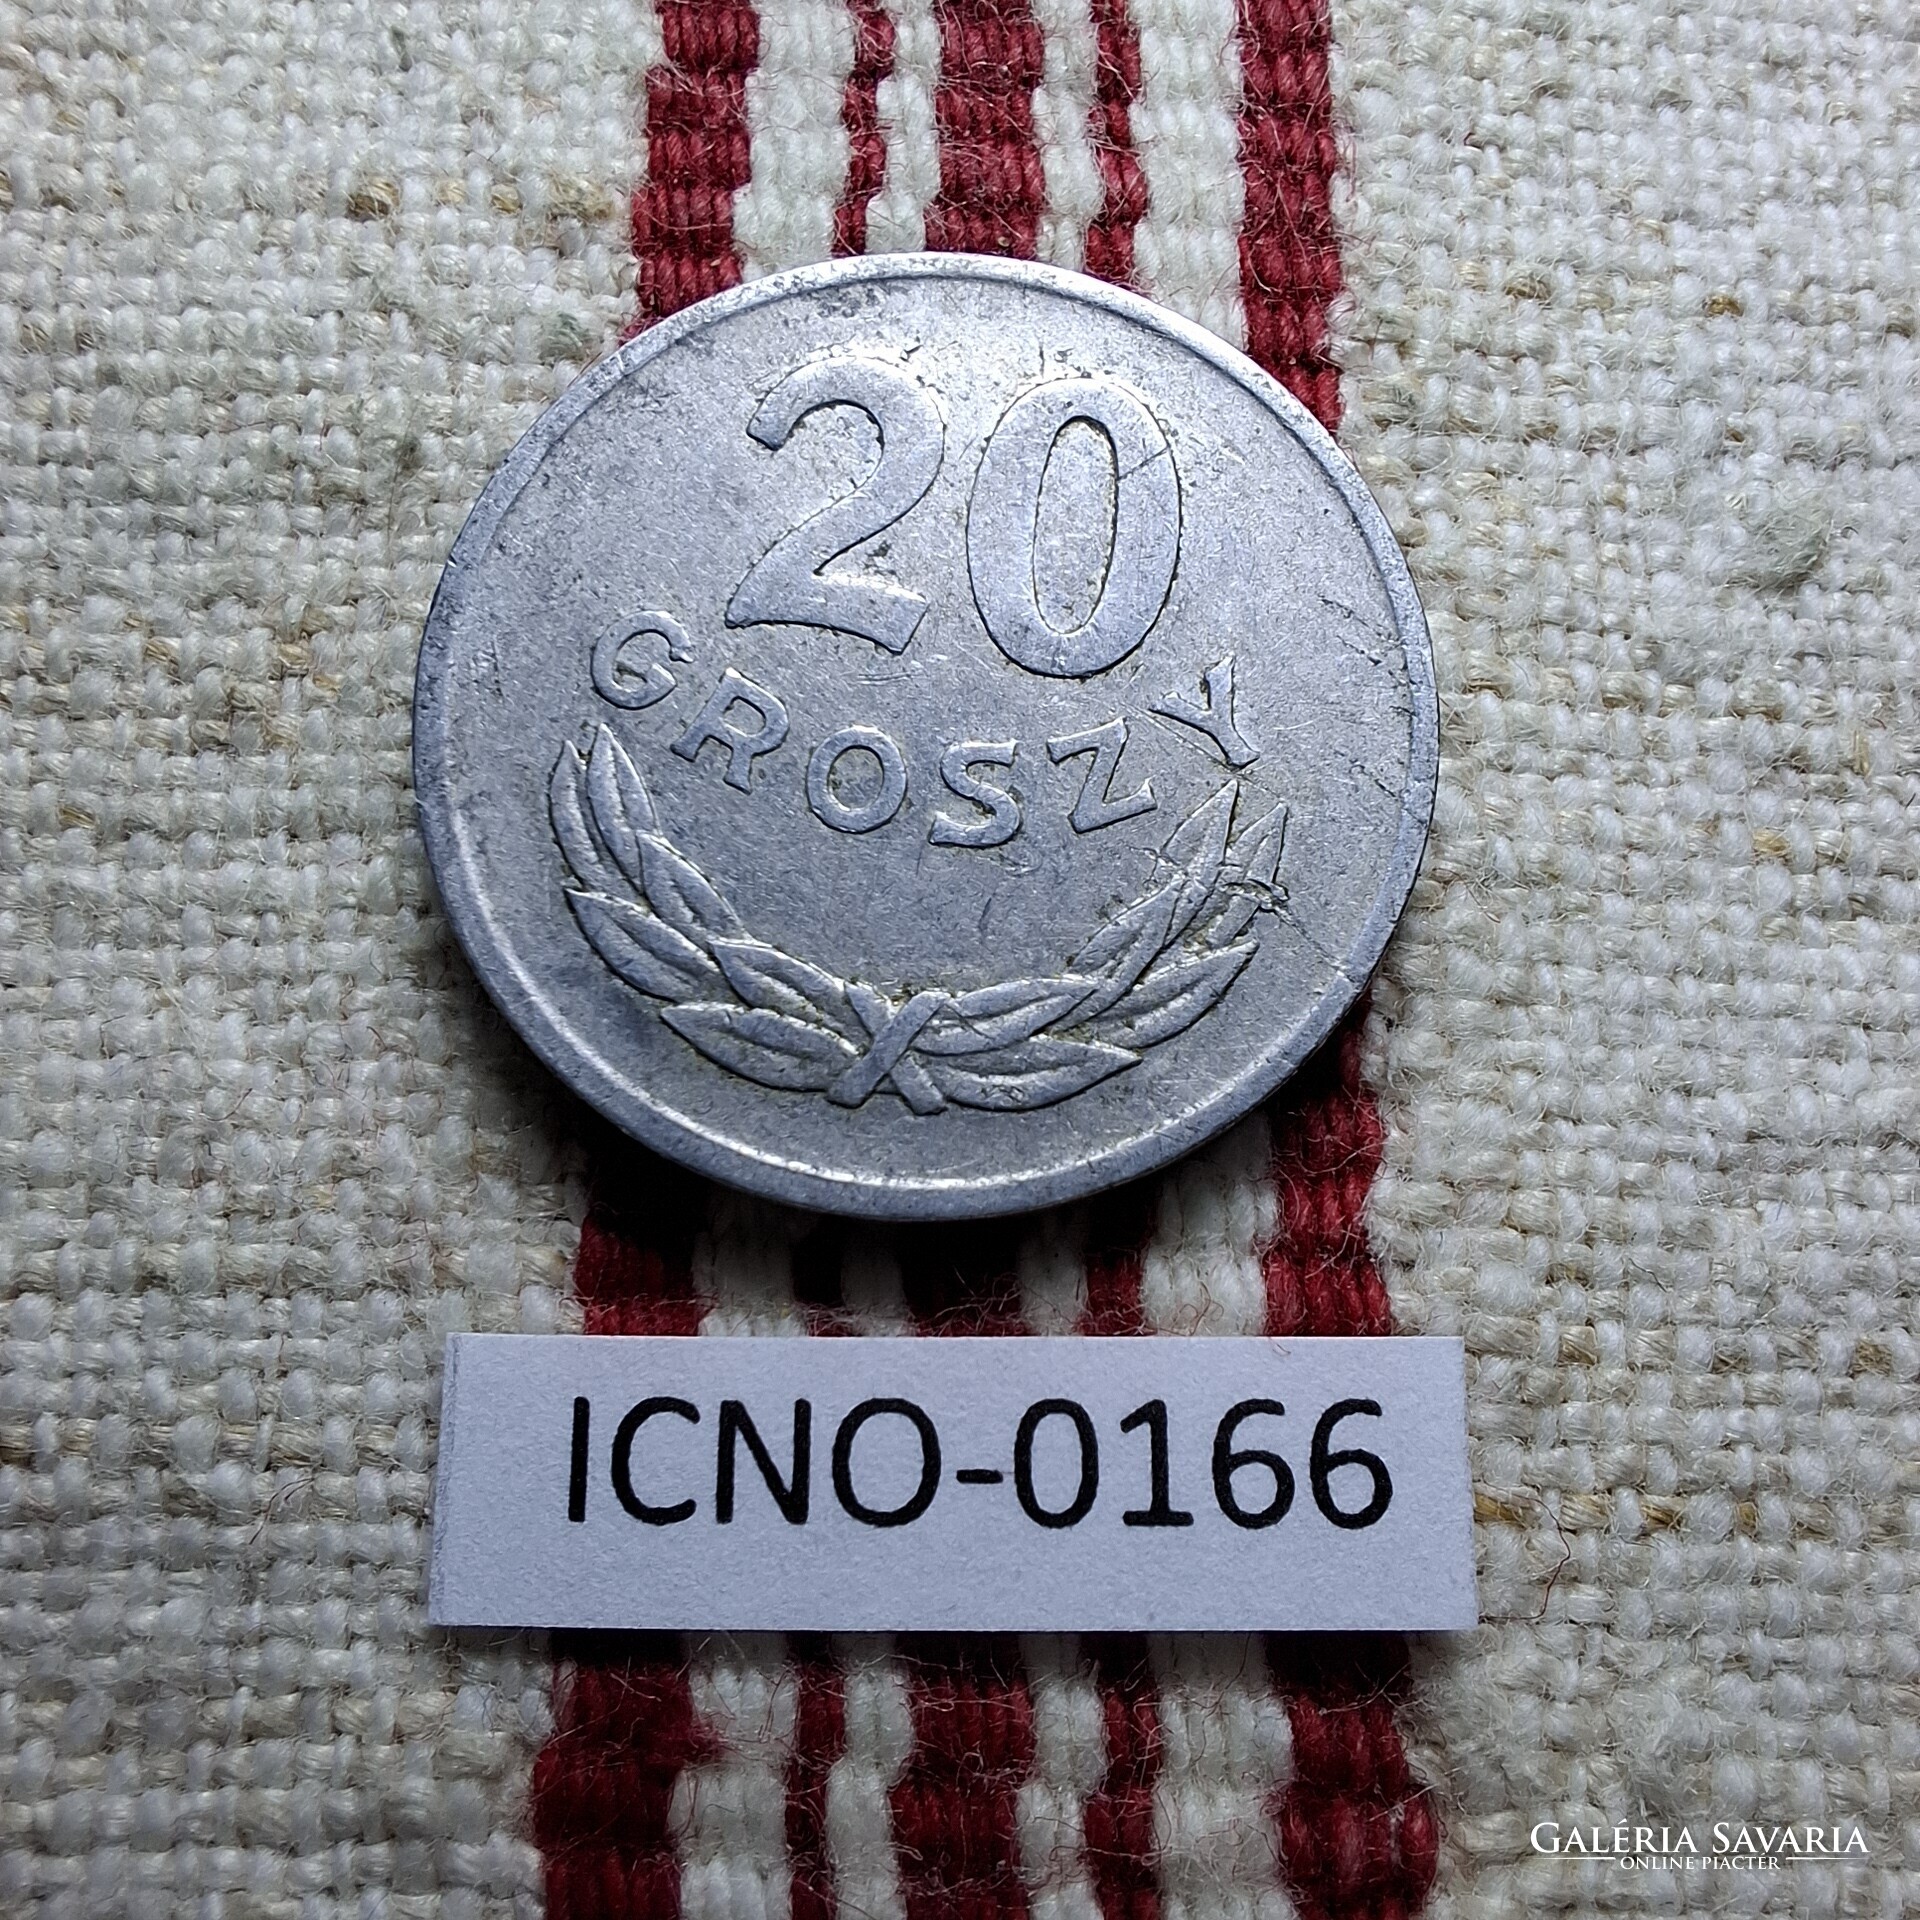 20
GROSZY
ICNO-0166
GALÉRIA SAVARIA
ONLINE PIACTÉR